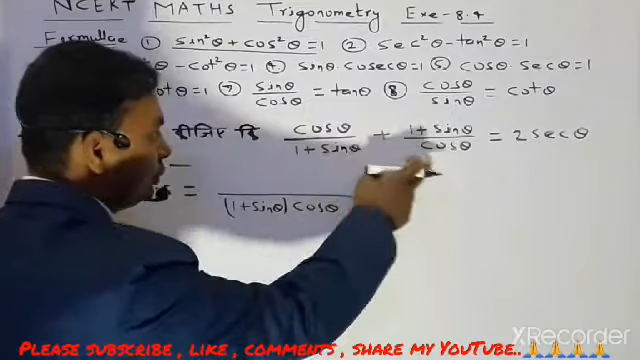 NCERT MATHS Trigonometry Exe-8.4
Formullae ① sin²θ + cos²θ = 1 ② sec²θ - tan²θ = 1
- cot²θ = 1 ④ sinθ · cosecθ = 1 ⑤ cosθ · secθ = 1
cotθ = 1 ⑦ sinθ/cosθ = tanθ ⑧ cosθ/sinθ = cotθ
कीजिए कि cosθ/(1 + sinθ) + (1 + sinθ)/cosθ = 2 secθ
=
(1+sinθ) cosθ
XRecorder
Please subscribe , like , comments , share my YouTube..🙏🙏🙏🙏